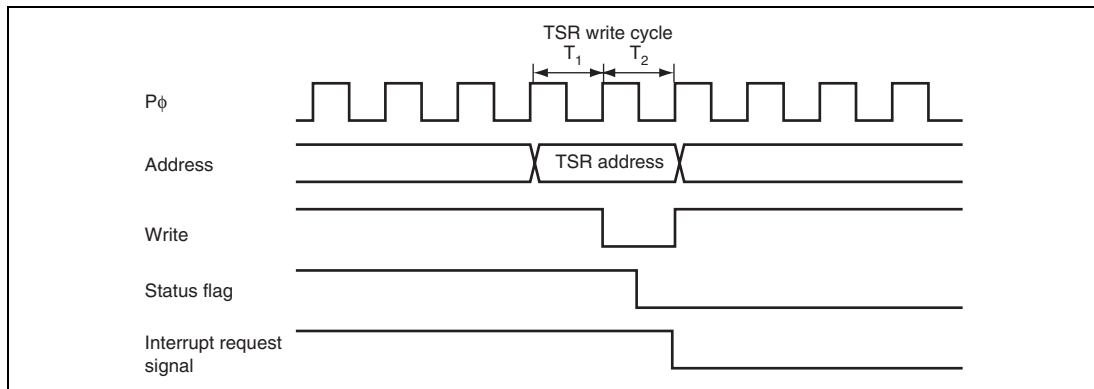 TSR write cycle
T1 T2
Pϕ
Address
TSR address
Write
Status flag
Interrupt request
signal